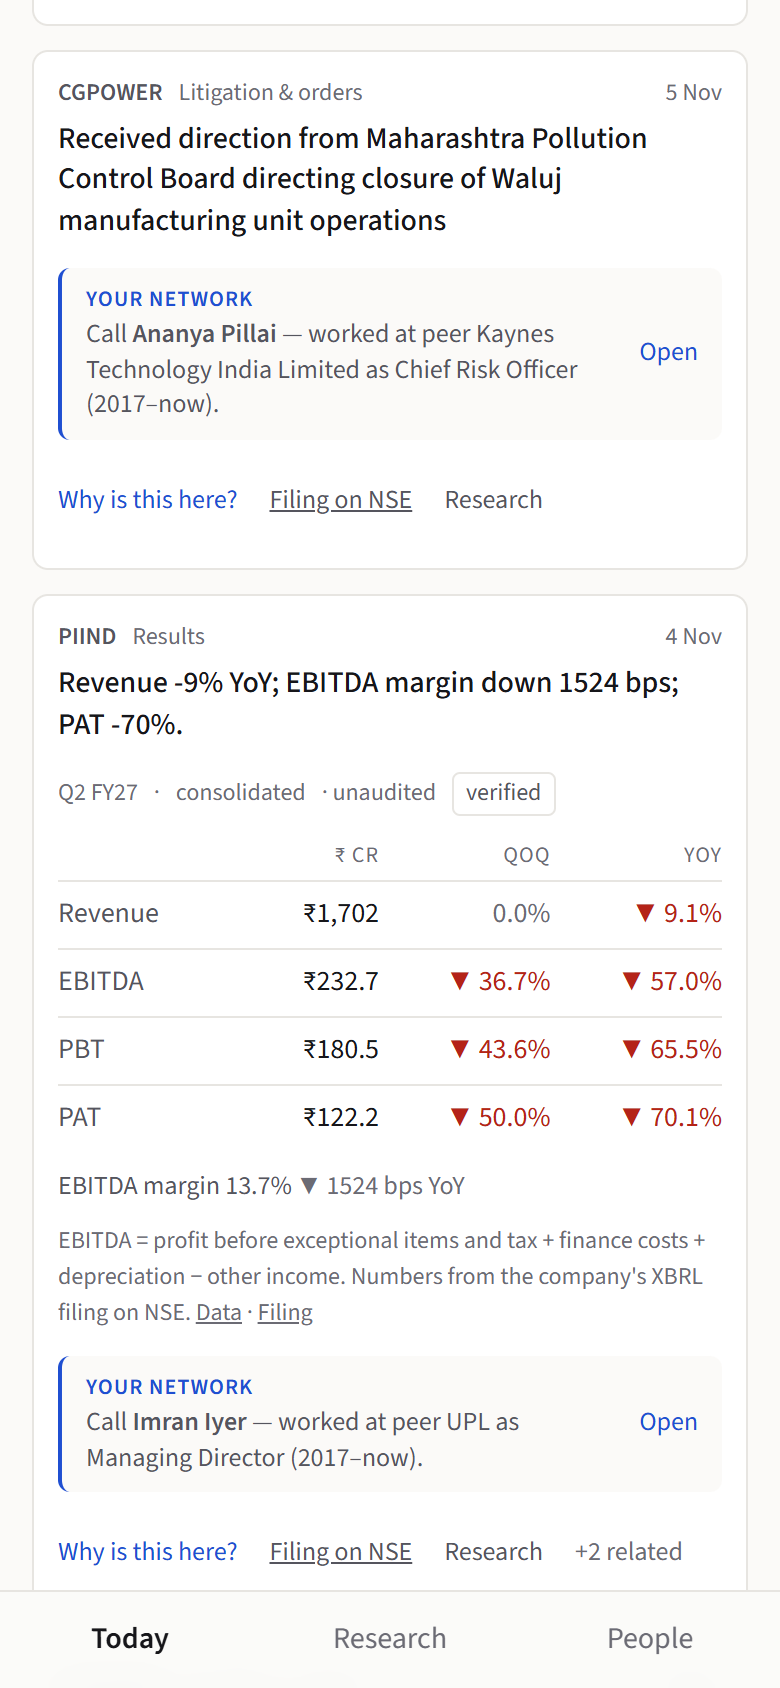 CGPOWER Litigation & orders 5 Nov
Received direction from Maharashtra Pollution
Control Board directing closure of Waluj
manufacturing unit operations
YOUR NETWORK
Call Ananya Pillai — worked at peer Kaynes
Technology India Limited as Chief Risk Officer
(2017–now).
Open
Why is this here? Filing on NSE Research
PIIND Results 4 Nov
Revenue -9% YoY; EBITDA margin down 1524 bps;
PAT -70%.
Q2 FY27 · consolidated · unaudited verified
₹ CR QOQ YOY
Revenue ₹1,702 0.0% ▼ 9.1%
EBITDA ₹232.7 ▼ 36.7% ▼ 57.0%
PBT ₹180.5 ▼ 43.6% ▼ 65.5%
PAT ₹122.2 ▼ 50.0% ▼ 70.1%
EBITDA margin 13.7% ▼ 1524 bps YoY
EBITDA = profit before exceptional items and tax + finance costs +
depreciation − other income. Numbers from the company's XBRL
filing on NSE. Data · Filing
YOUR NETWORK
Call Imran Iyer — worked at peer UPL as
Managing Director (2017–now).
Open
Why is this here? Filing on NSE Research +2 related
Today Research People